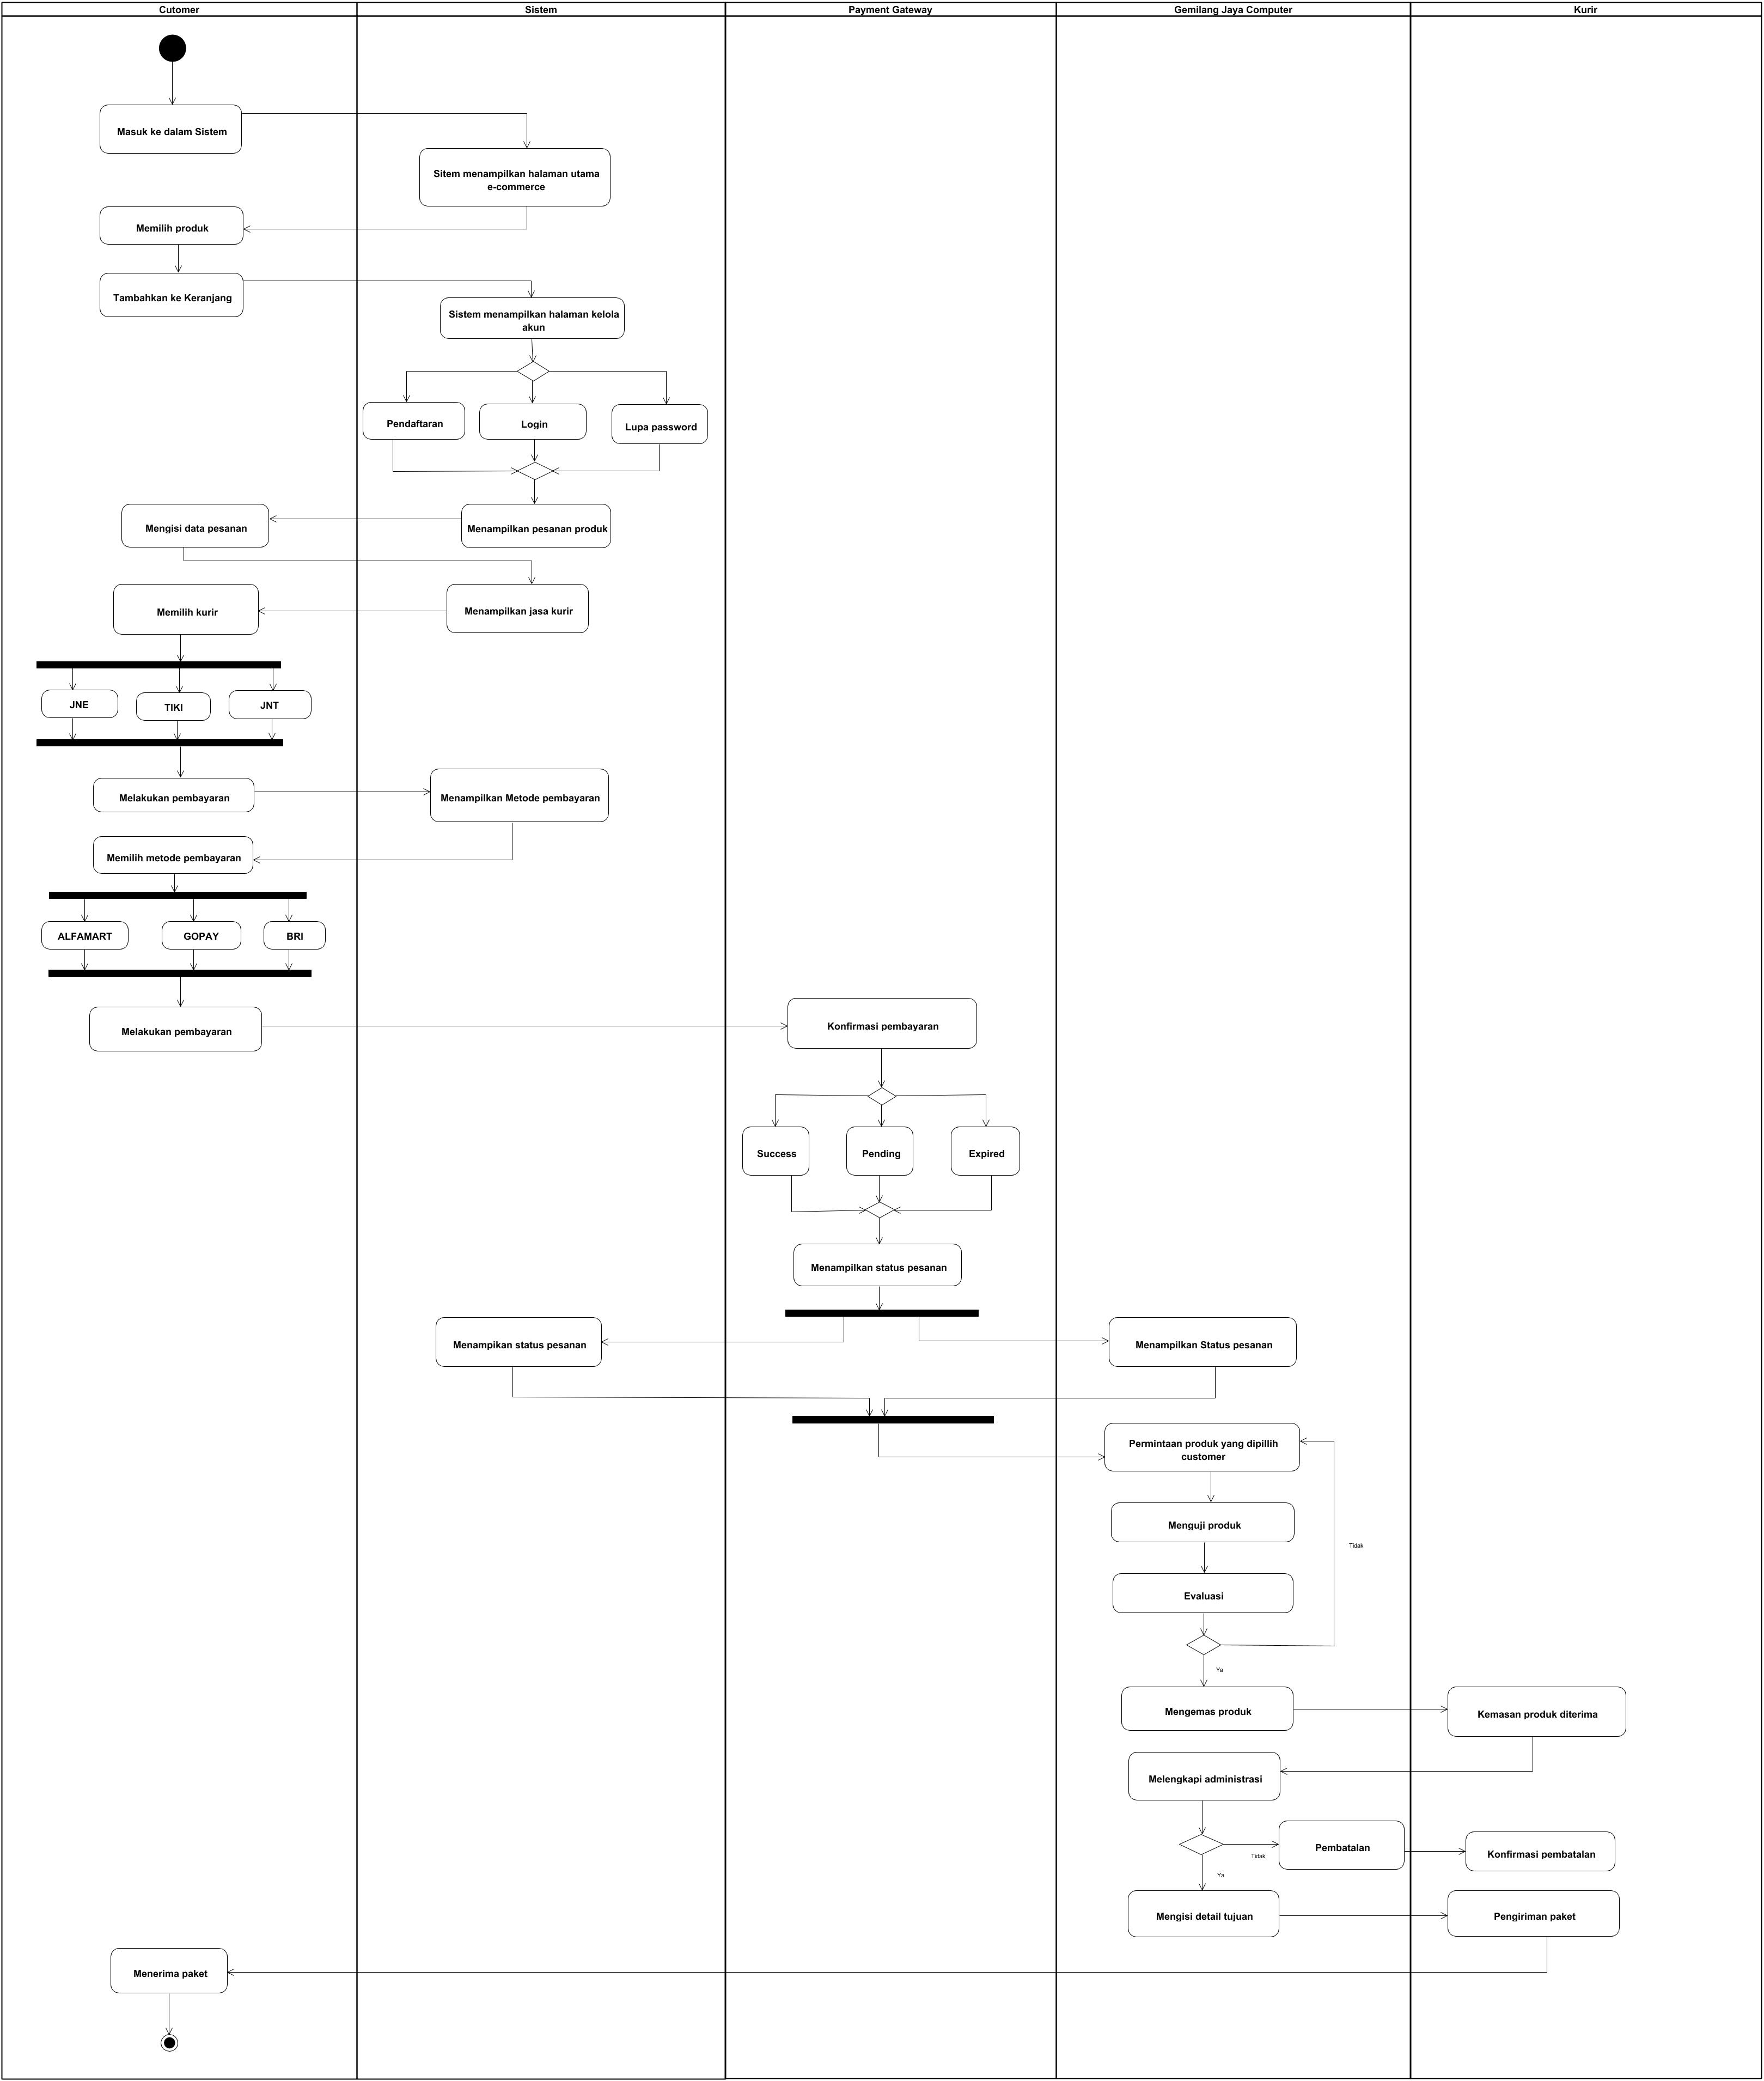 Cutomer
Sistem
Payment Gateway
Gemilang Jaya Computer
Kurir
Masuk ke dalam Sistem
Sitem menampilkan halaman utama
e-commerce
Memilih produk
Tambahkan ke Keranjang
Sistem menampilkan halaman kelola
akun
Pendaftaran
Login
Lupa password
Mengisi data pesanan
Menampilkan pesanan produk
Memilih kurir
Menampilkan jasa kurir
JNE
TIKI
JNT
Melakukan pembayaran
Menampilkan Metode pembayaran
Memilih metode pembayaran
ALFAMART
GOPAY
BRI
Melakukan pembayaran
Konfirmasi pembayaran
Success
Pending
Expired
Menampilkan status pesanan
Menampikan status pesanan
Menampilkan Status pesanan
Permintaan produk yang dipillih
customer
Menguji produk
Tidak
Evaluasi
Ya
Mengemas produk
Kemasan produk diterima
Melengkapi administrasi
Pembatalan
Tidak
Konfirmasi pembatalan
Ya
Mengisi detail tujuan
Pengiriman paket
Menerima paket